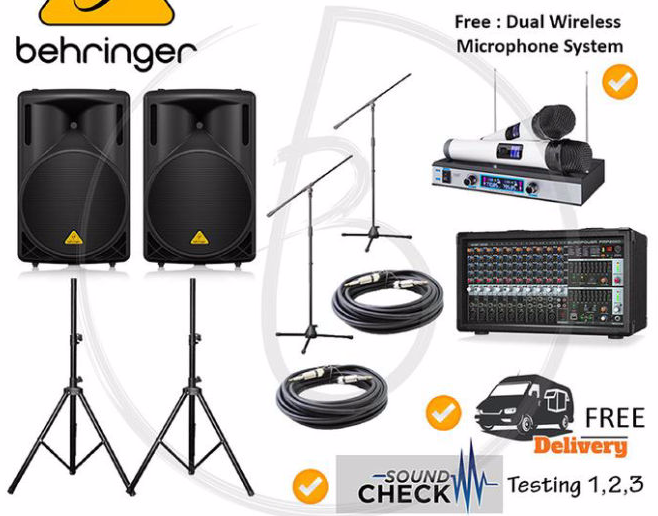 behringer
Free : Dual Wireless
Microphone System
FREE
Delivery
SOUND
CHECK
Testing 1,2,3